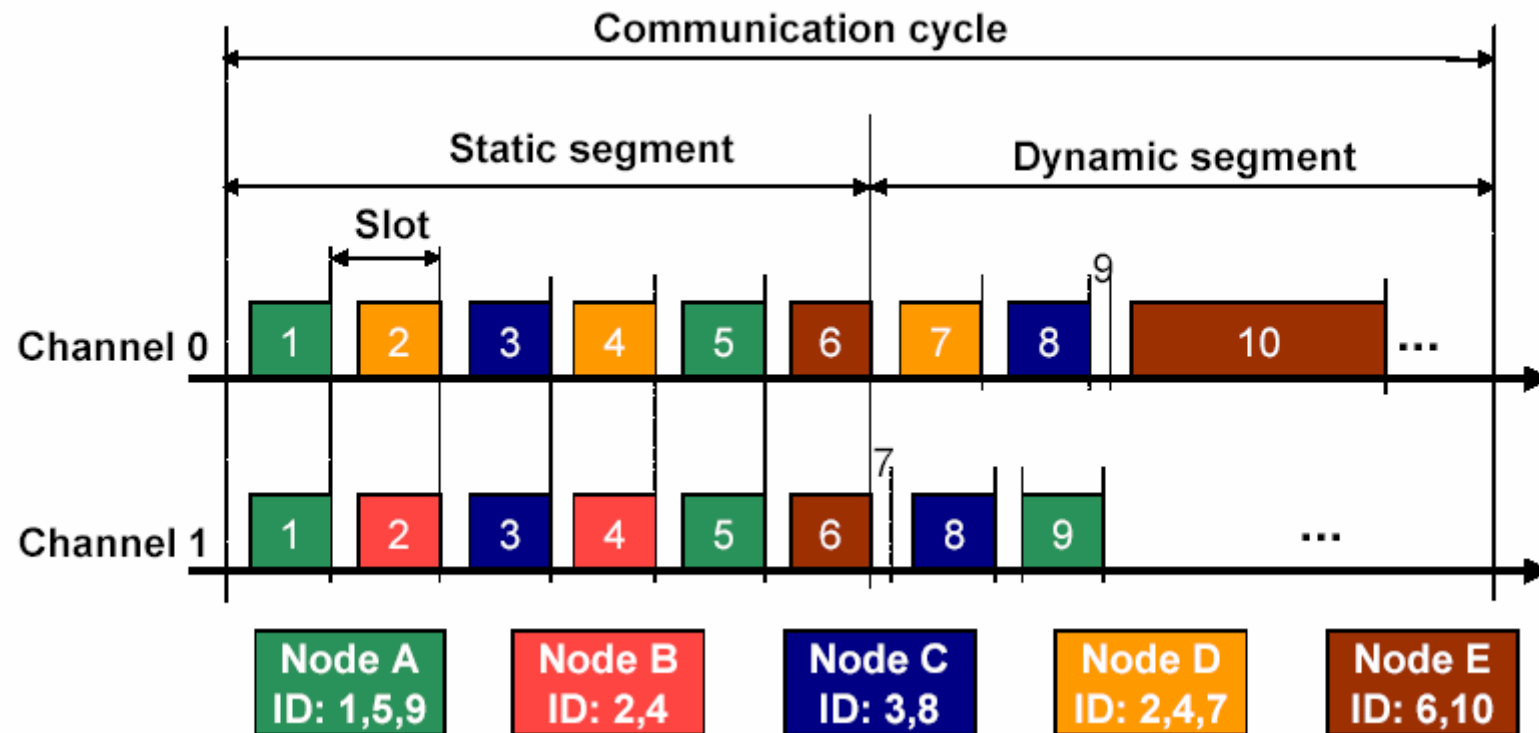 Communication cycle
Static segment
Dynamic segment
Slot
9
Channel 0
1 2 3 4 5 6 7 8 10 ...
7
Channel 1
1 2 3 4 5 6 8 9 ...
Node A
ID: 1,5,9
Node B
ID: 2,4
Node C
ID: 3,8
Node D
ID: 2,4,7
Node E
ID: 6,10